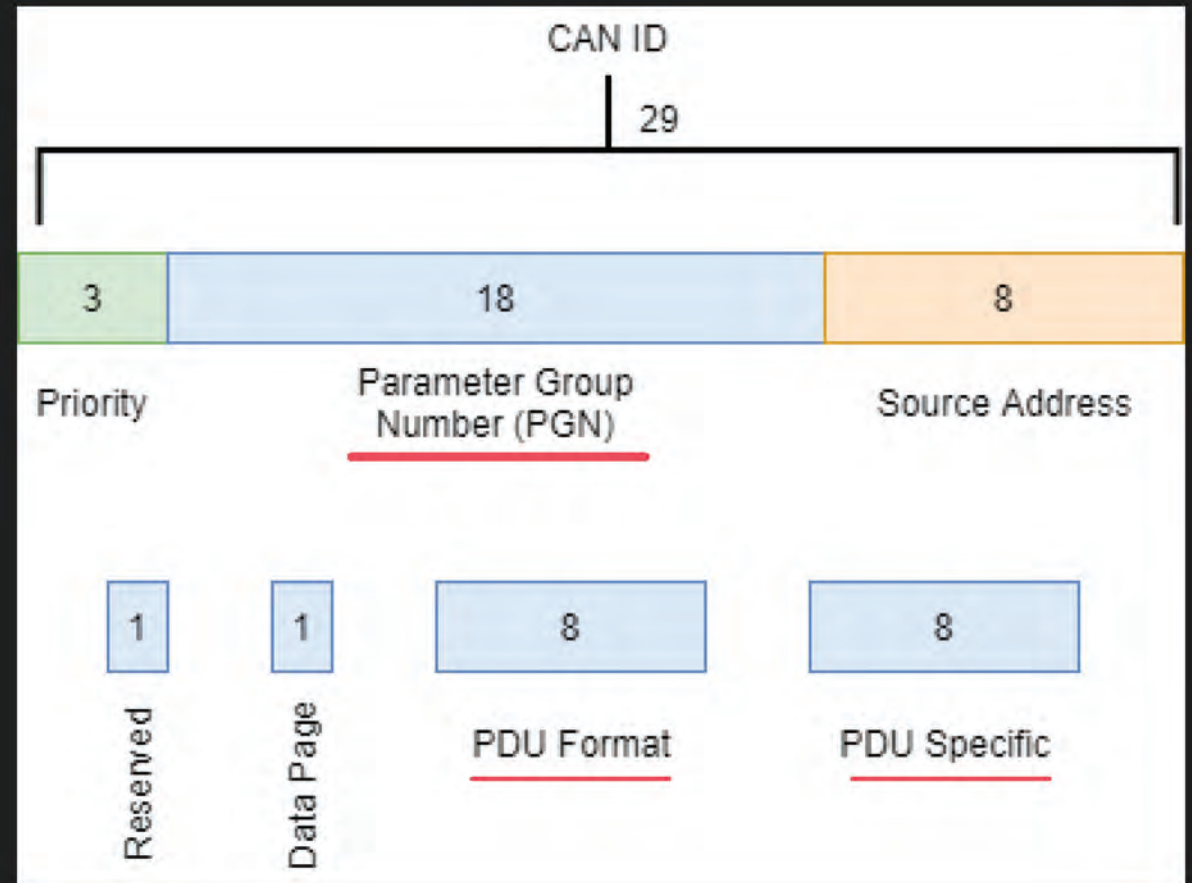 CAN ID
29
3
18
8
Priority
Parameter Group
Number (PGN)
Source Address
1
1
8
8
Reserved
Data Page
PDU Format
PDU Specific